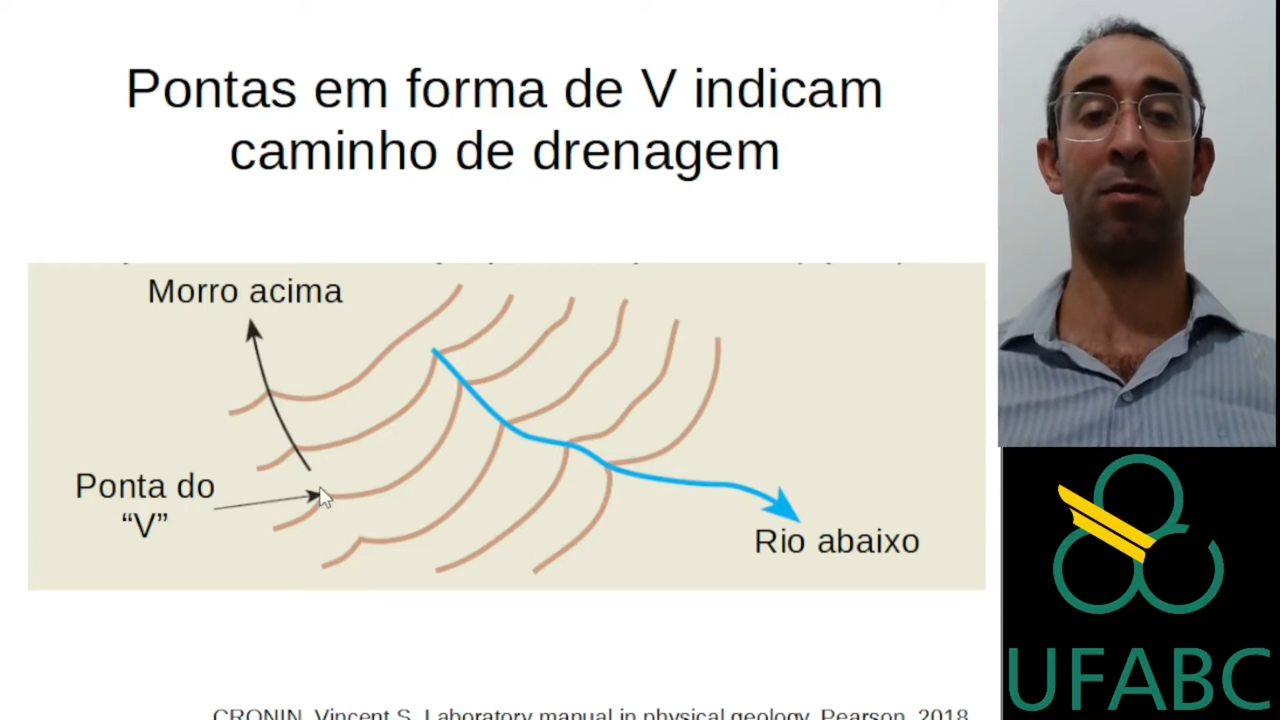 Pontas em forma de V indicam
caminho de drenagem
Morro acima
Ponta do
“V”
Rio abaixo
CRONIN, Vincent S. Laboratory manual in physical geology. Pearson, 2018
UFABC